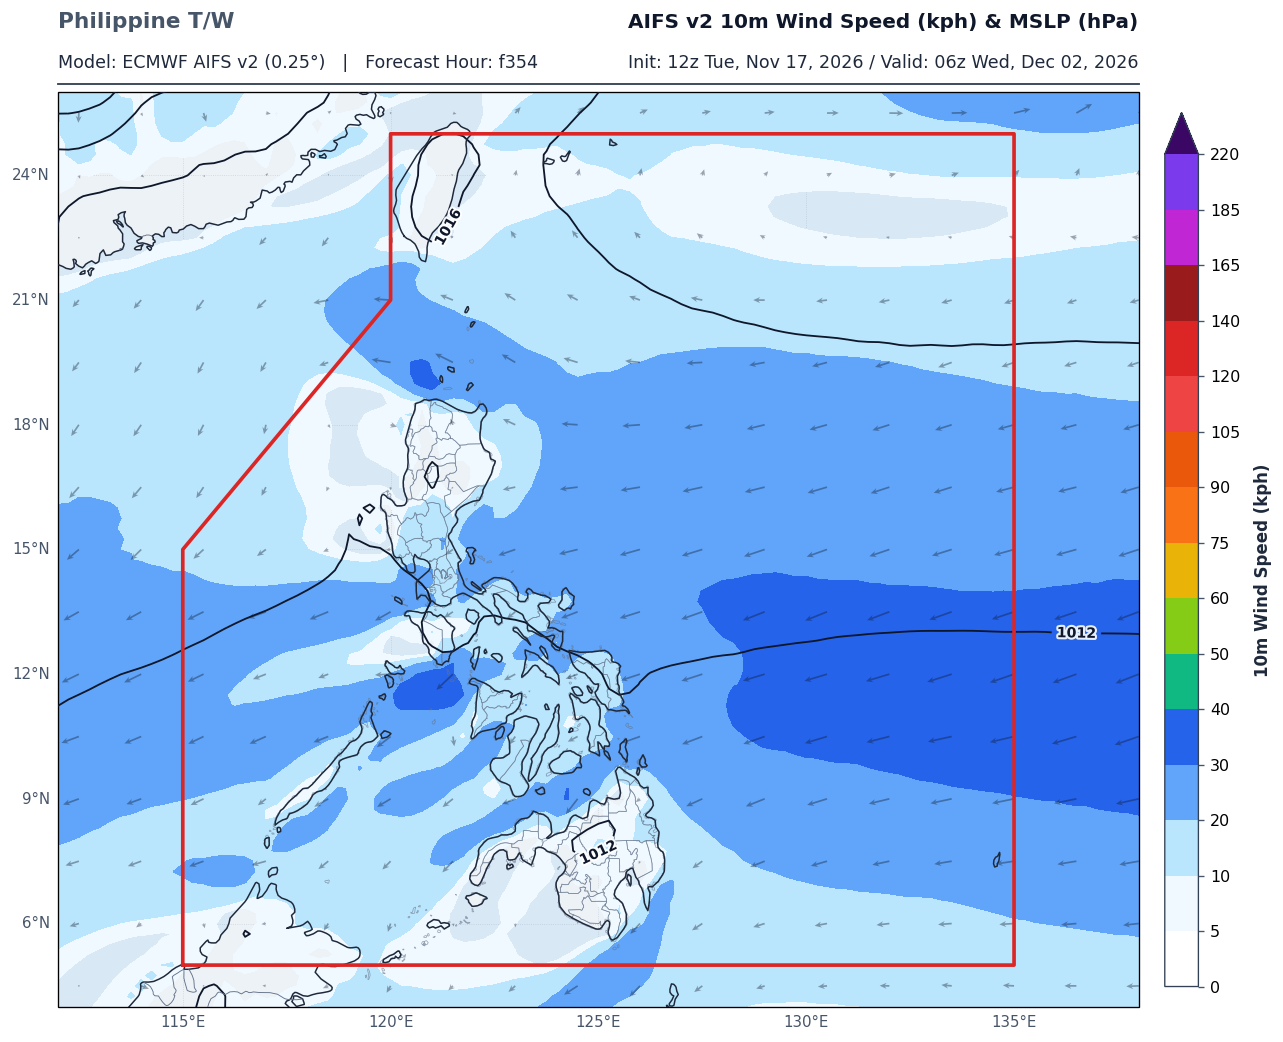 Philippine T/W
AIFS v2 10m Wind Speed (kph) & MSLP (hPa)
Model: ECMWF AIFS v2 (0.25°) | Forecast Hour: f354
Init: 12z Tue, Nov 17, 2026 / Valid: 06z Wed, Dec 02, 2026
24°N
21°N
18°N
15°N
12°N
9°N
6°N
1016
1012
1012
115°E
120°E
125°E
130°E
135°E
220
185
165
140
120
105
90
75
60
50
40
30
20
10
5
0
10m Wind Speed (kph)